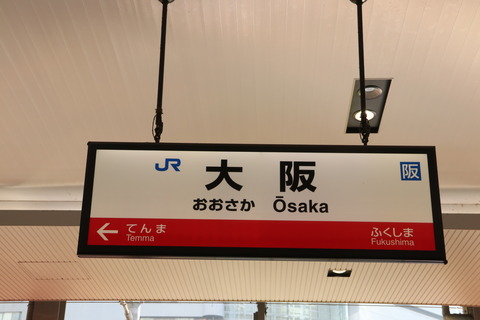 JR 大阪 阪
おおさか Ōsaka
← てんま ふくしま
Temma Fukushima